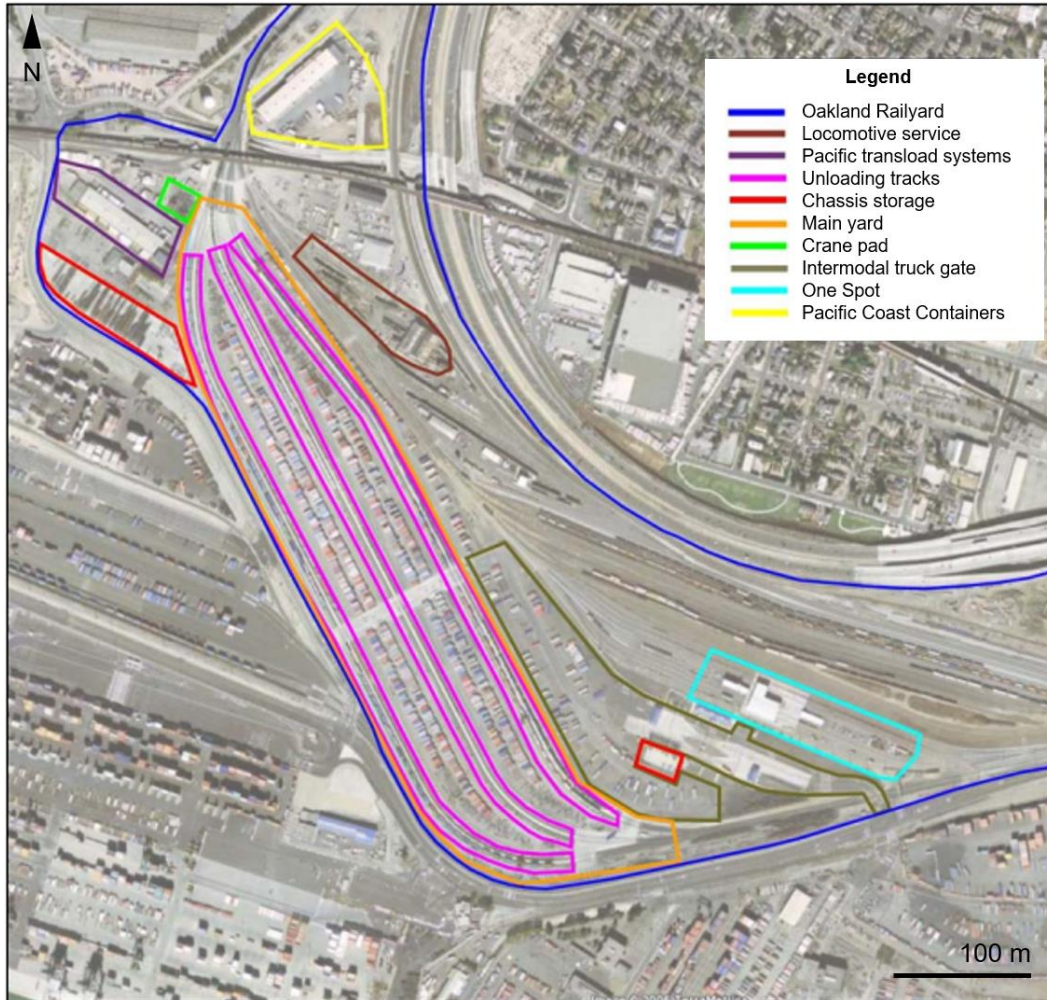 N
Legend
Oakland Railyard
Locomotive service
Pacific transload systems
Unloading tracks
Chassis storage
Main yard
Crane pad
Intermodal truck gate
One Spot
Pacific Coast Containers
100 m